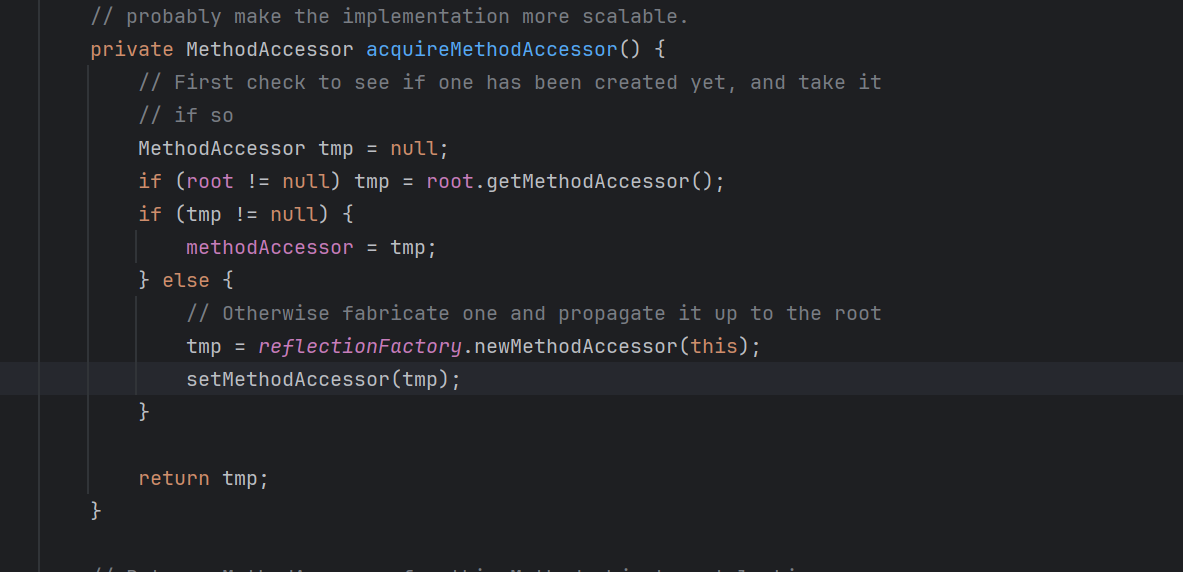 // probably make the implementation more scalable.
private MethodAccessor acquireMethodAccessor() {
// First check to see if one has been created yet, and take it
// if so
MethodAccessor tmp = null;
if (root != null) tmp = root.getMethodAccessor();
if (tmp != null) {
methodAccessor = tmp;
} else {
// Otherwise fabricate one and propagate it up to the root
tmp = reflectionFactory.newMethodAccessor(this);
setMethodAccessor(tmp);
}
return tmp;
}